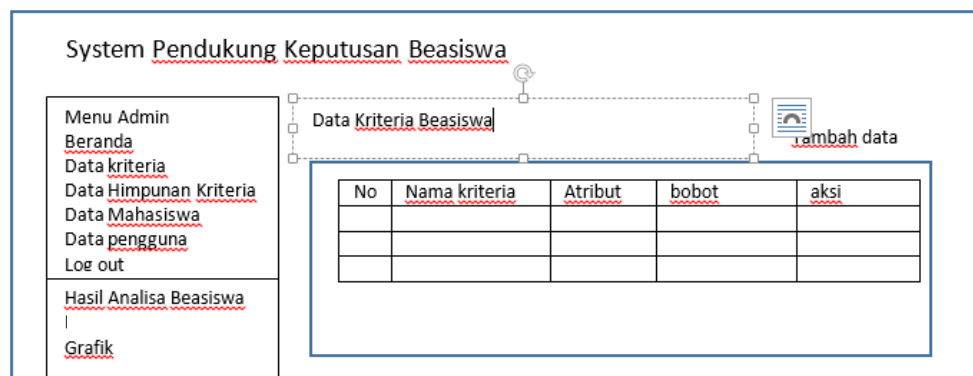 System Pendukung Keputusan Beasiswa
Menu Admin
Beranda
Data kriteria
Data Himpunan Kriteria
Data Mahasiswa
Data pengguna
Log out
Hasil Analisa Beasiswa
Grafik
Data Kriteria Beasiswa
Tambah data
No Nama kriteria Atribut bobot aksi